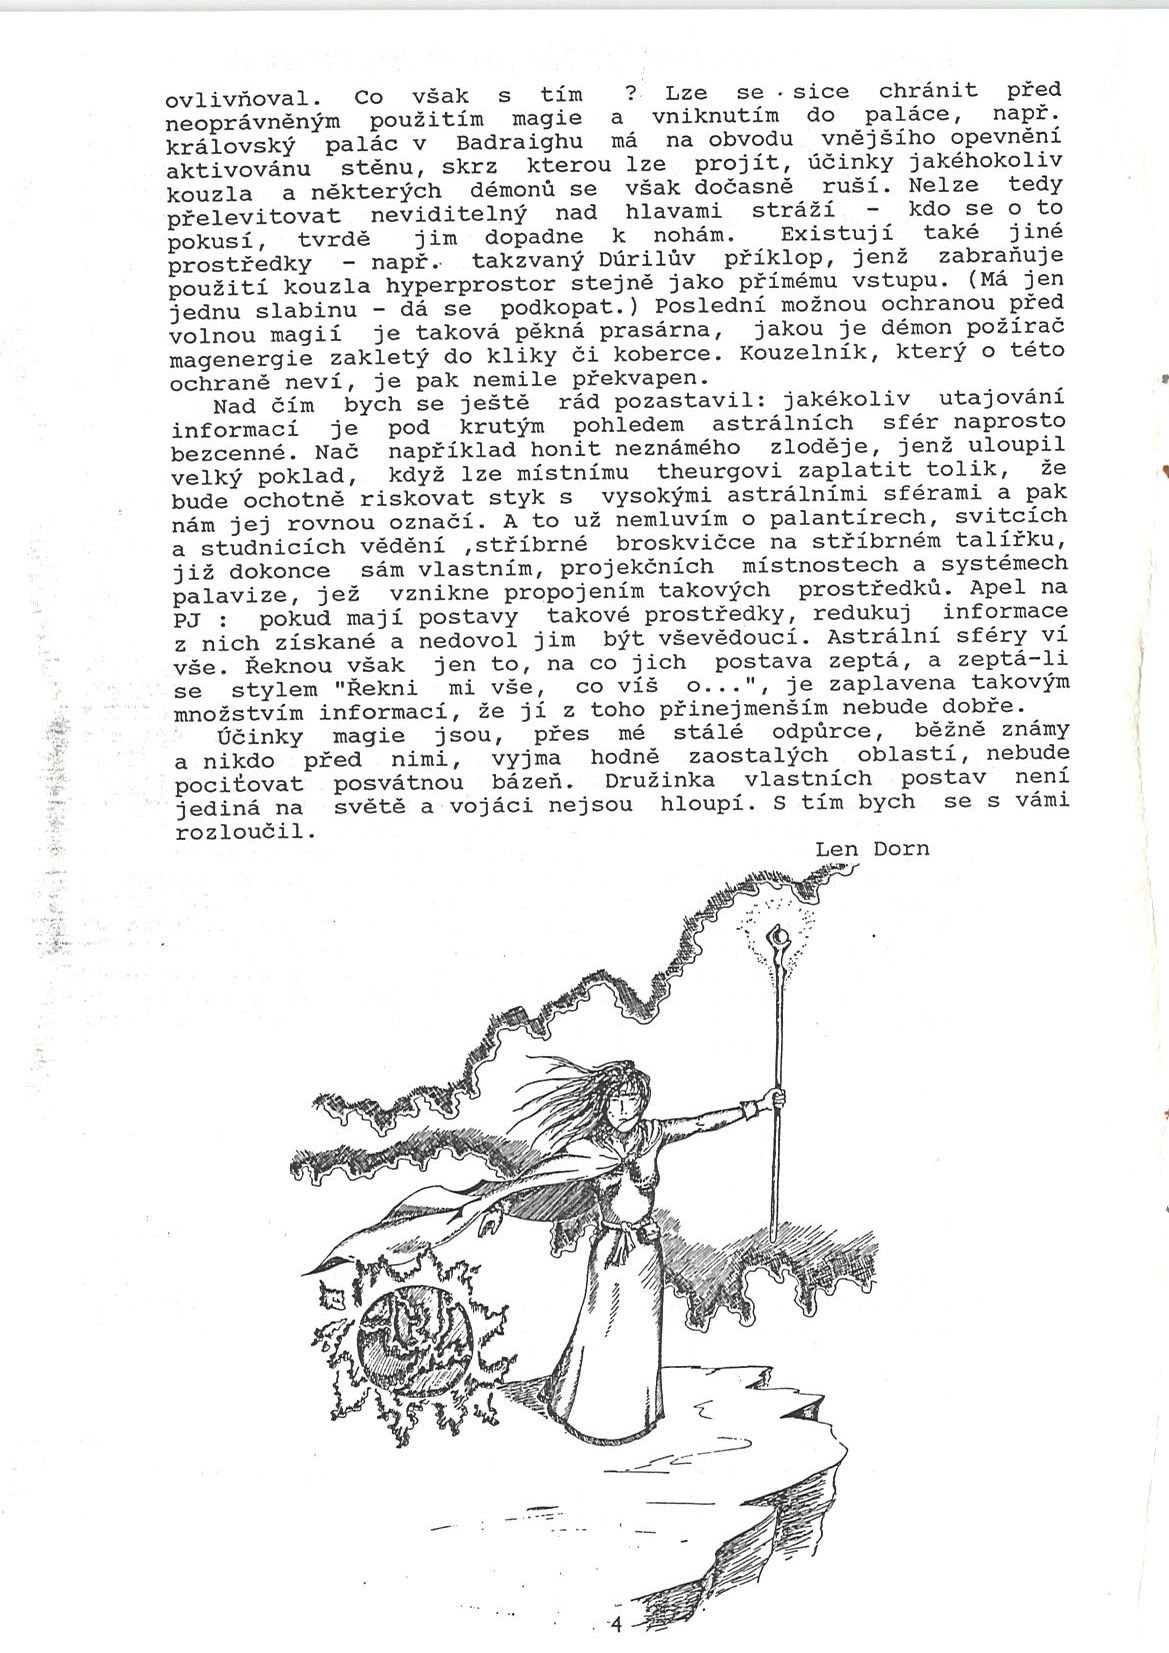 ovlivňoval. Co však s tím ? Lze se sice chránit před
neoprávněným použitím magie a vniknutím do paláce, např.
královský palác v Badraighu má na obvodu vnějšího opevnění
aktivovánu stěnu, skrz kterou lze projít, účinky jakéhokoliv
kouzla a některých démonů se však dočasně ruší. Nelze tedy
přelevitovat neviditelný nad hlavami stráží - kdo se o to
pokusí, tvrdě jim dopadne k nohám. Existují také jiné
prostředky - např. takzvaný Dúrilův příklop, jenž zabraňuje
použití kouzla hyperprostor stejně jako přímému vstupu. (Má jen
jednu slabinu - dá se podkopat.) Poslední možnou ochranou před
volnou magií je taková pěkná prasárna, jakou je démon požírač
magenergie zakletý do kliky či koberce. Kouzelník, který o této
ochraně neví, je pak nemile překvapen.
Nad čím bych se ještě rád pozastavil: jakékoliv utajování
informací je pod krutým pohledem astrálních sfér naprosto
bezcenné. Nač například honit neznámého zloděje, jenž uloupil
velký poklad, když lze místnímu theurgovi zaplatit tolik, že
bude ochotně riskovat styk s vysokými astrálními sférami a pak
nám jej rovnou označí. A to už nemluvím o palantírech, svitcích
a studnicích vědění ,stříbrné broskvičce na stříbrném talířku,
již dokonce sám vlastním, projekčních místnostech a systémech
palavize, jež vznikne propojením takových prostředků. Apel na
PJ : pokud mají postavy takové prostředky, redukuj informace
z nich získané a nedovol jim být vševědoucí. Astrální sféry ví
vše. Řeknou však jen to, na co jich postava zeptá, a zeptá-li
se stylem "Řekni mi vše, co víš o...", je zaplavena takovým
množstvím informací, že jí z toho přinejmenším nebude dobře.
Účinky magie jsou, přes mé stálé odpůrce, běžně známy
a nikdo před nimi, vyjma hodně zaostalých oblastí, nebude
pociťovat posvátnou bázeň. Družinka vlastních postav není
jediná na světě a vojáci nejsou hloupí. S tím bych se s vámi
rozloučil.
Len Dorn
4